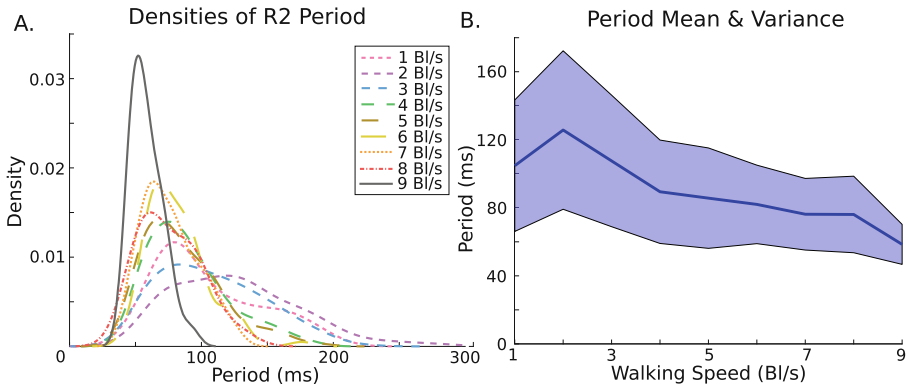 A.
Densities of R2 Period
Density
0.03
0.02
0.01
0
100
200
300
Period (ms)
1 Bl/s
2 Bl/s
3 Bl/s
4 Bl/s
5 Bl/s
6 Bl/s
7 Bl/s
8 Bl/s
9 Bl/s
B.
Period Mean & Variance
Period (ms)
160
120
80
40
0
1
3
5
7
9
Walking Speed (Bl/s)